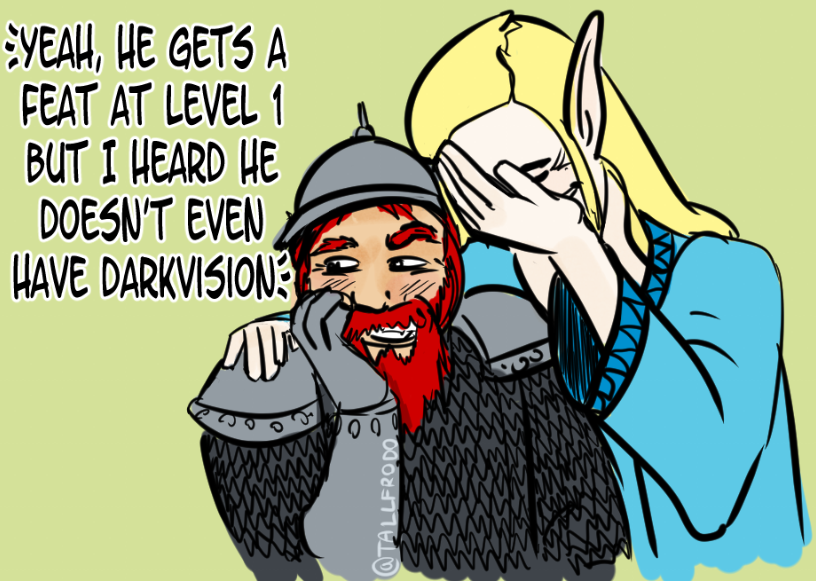 YEAH, HE GETS A
FEAT AT LEVEL 1
BUT I HEARD HE
DOESN'T EVEN
HAVE DARKVISION
@TALLFRODO